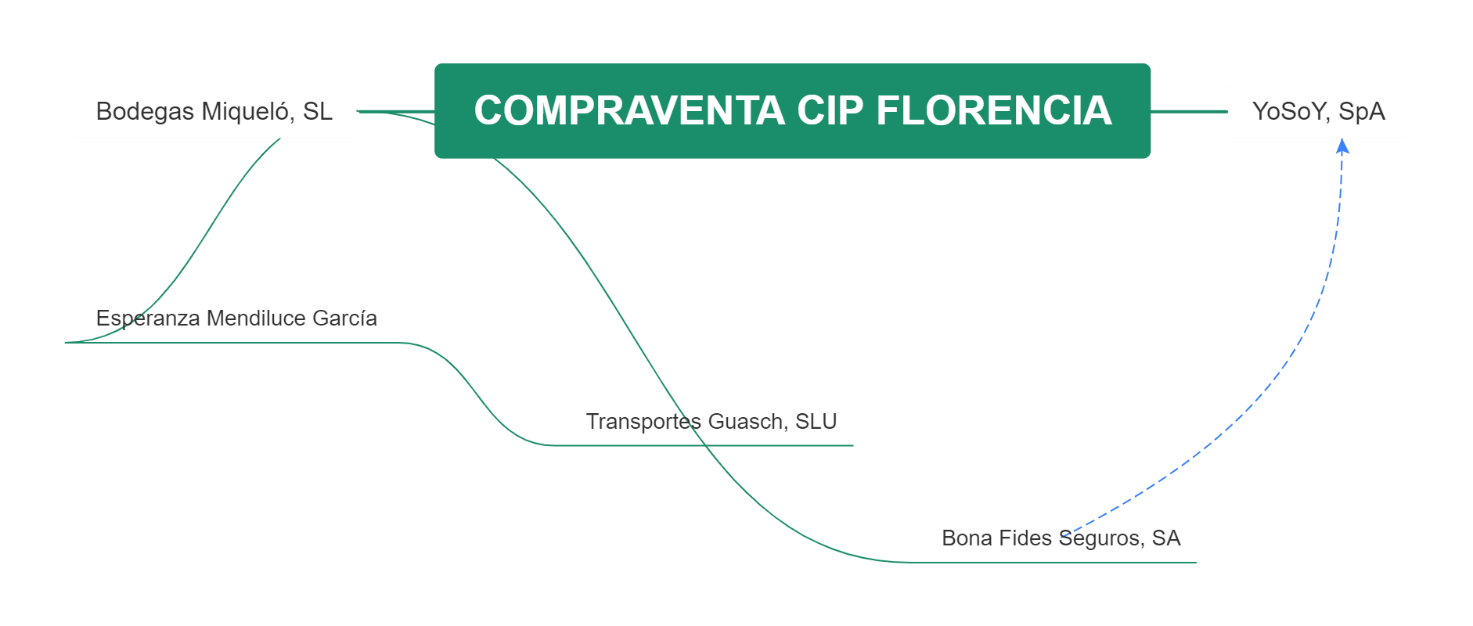 Bodegas Miqueló, SL
COMPRAVENTA CIP FLORENCIA
YoSoY, SpA
Esperanza Mendiluce García
Transportes Guasch, SLU
Bona Fides Seguros, SA